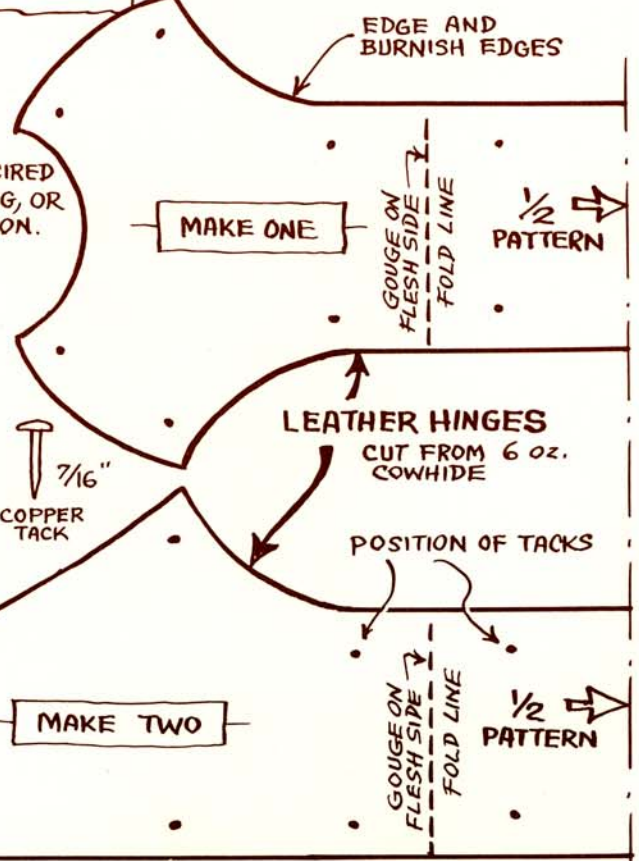 EDGE AND
BURNISH EDGES
G, OR
ON.
MAKE ONE
GOUGE ON
FLESH SIDE
FOLD LINE
1/2
PATTERN
LEATHER HINGES
CUT FROM 6 OZ.
COWHIDE
7/16"
COPPER
TACK
POSITION OF TACKS
MAKE TWO
GOUGE ON
FLESH SIDE
FOLD LINE
1/2
PATTERN